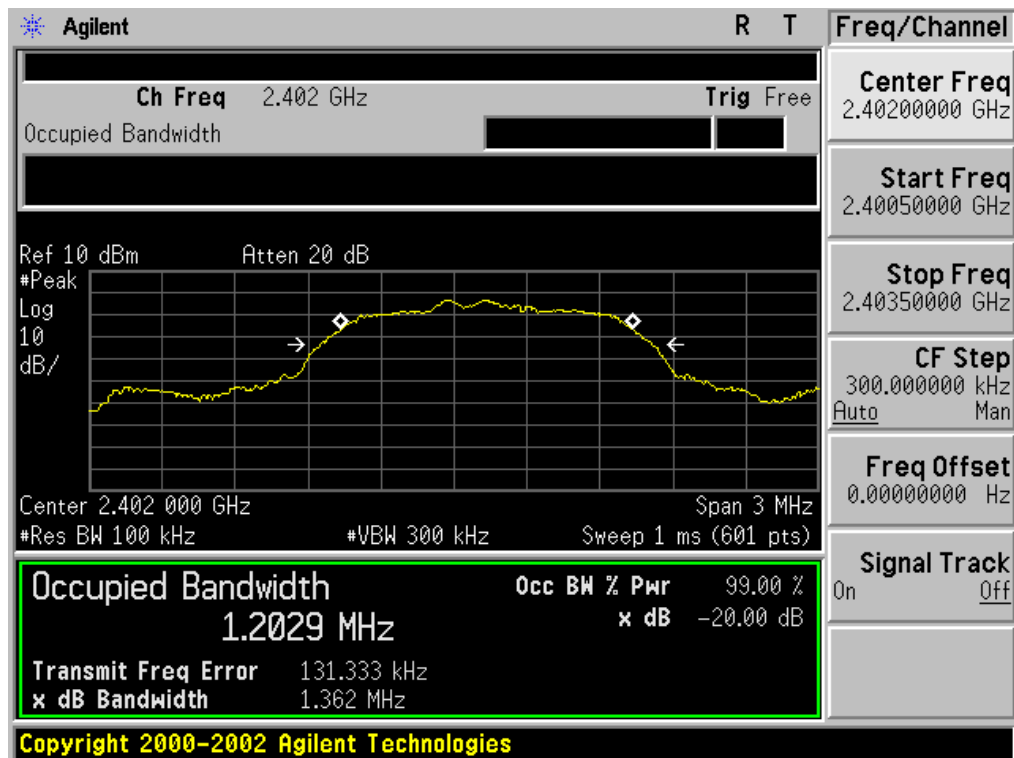 Agilent R T
Ch Freq 2.402 GHz Trig Free
Occupied Bandwidth
Ref 10 dBm Atten 20 dB
#Peak
Log
10
dB/
Center 2.402 000 GHz Span 3 MHz
#Res BW 100 kHz #VBW 300 kHz Sweep 1 ms (601 pts)
Occupied Bandwidth
1.2029 MHz
Occ BW % Pwr 99.00 %
x dB -20.00 dB
Transmit Freq Error 131.333 kHz
x dB Bandwidth 1.362 MHz
Copyright 2000-2002 Agilent Technologies
Freq/Channel
Center Freq
2.40200000 GHz
Start Freq
2.40050000 GHz
Stop Freq
2.40350000 GHz
CF Step
300.000000 kHz
Auto Man
Freq Offset
0.00000000 Hz
Signal Track
On Off